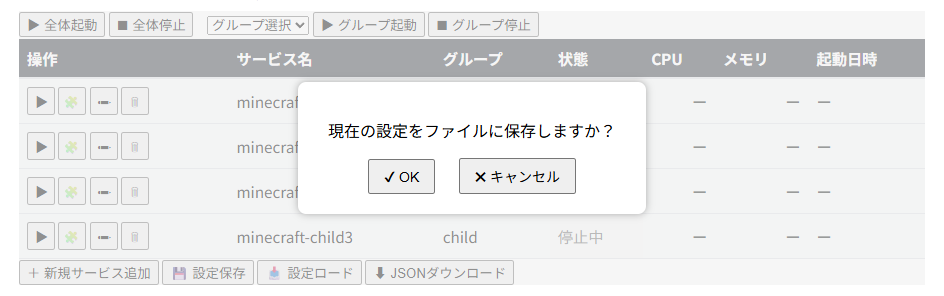 ▶ 全体起動 ■ 全体停止 グループ選択 ▶ グループ起動 ■ グループ停止
操作 サービス名 グループ 状態 CPU メモリ 起動日時
minecraft — — —
現在の設定をファイルに保存しますか？
minecraft — — —
✔ OK ✖ キャンセル
minecraft — — —
minecraft-child3 child 停止中 — — —
＋ 新規サービス追加 💾 設定保存 📥 設定ロード ⬇ JSONダウンロード